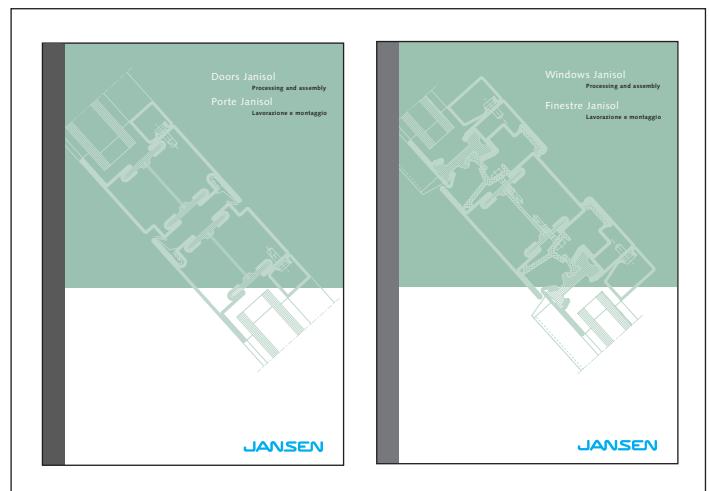 Doors Janisol
Processing and assembly
Porte Janisol
Lavorazione e montaggio
JANSEN
Windows Janisol
Processing and assembly
Finestre Janisol
Lavorazione e montaggio
JANSEN